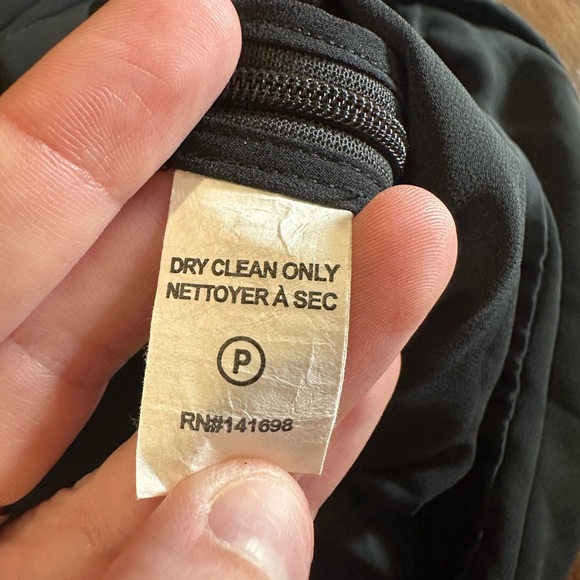 DRY CLEAN ONLY
NETTOYER À SEC
P
RN#141698